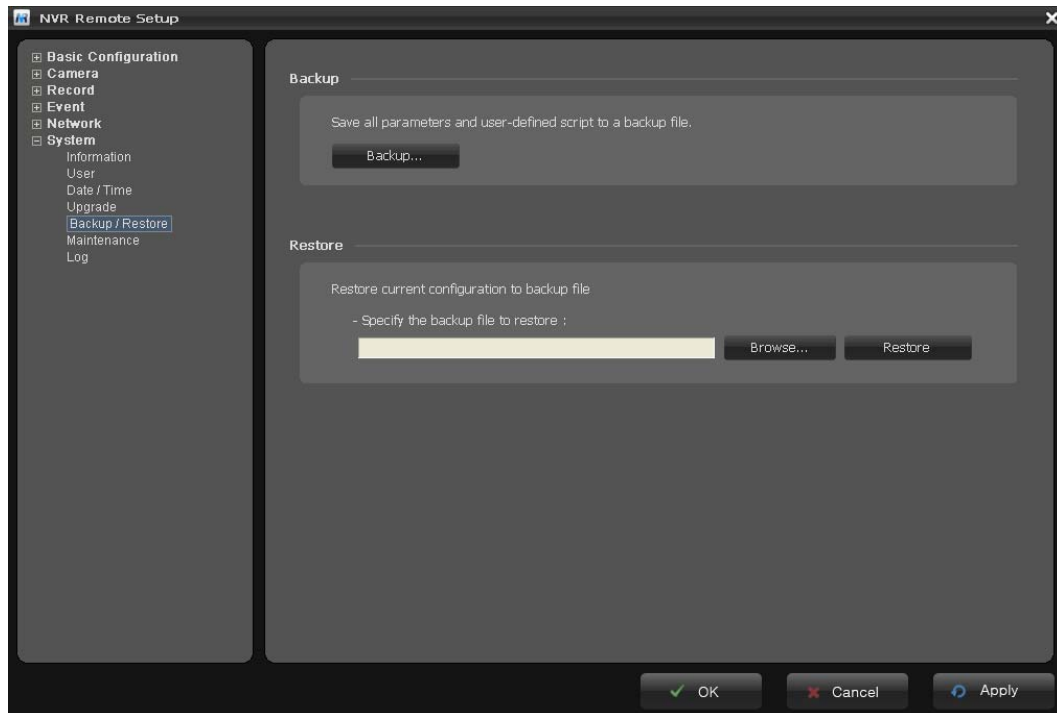 NVR Remote Setup
Basic Configuration
Camera
Record
Event
Network
System
Information
User
Date / Time
Upgrade
Backup / Restore
Maintenance
Log
Backup
Save all parameters and user-defined script to a backup file.
Backup...
Restore
Restore current configuration to backup file
- Specify the backup file to restore :
Browse... Restore
OK Cancel Apply